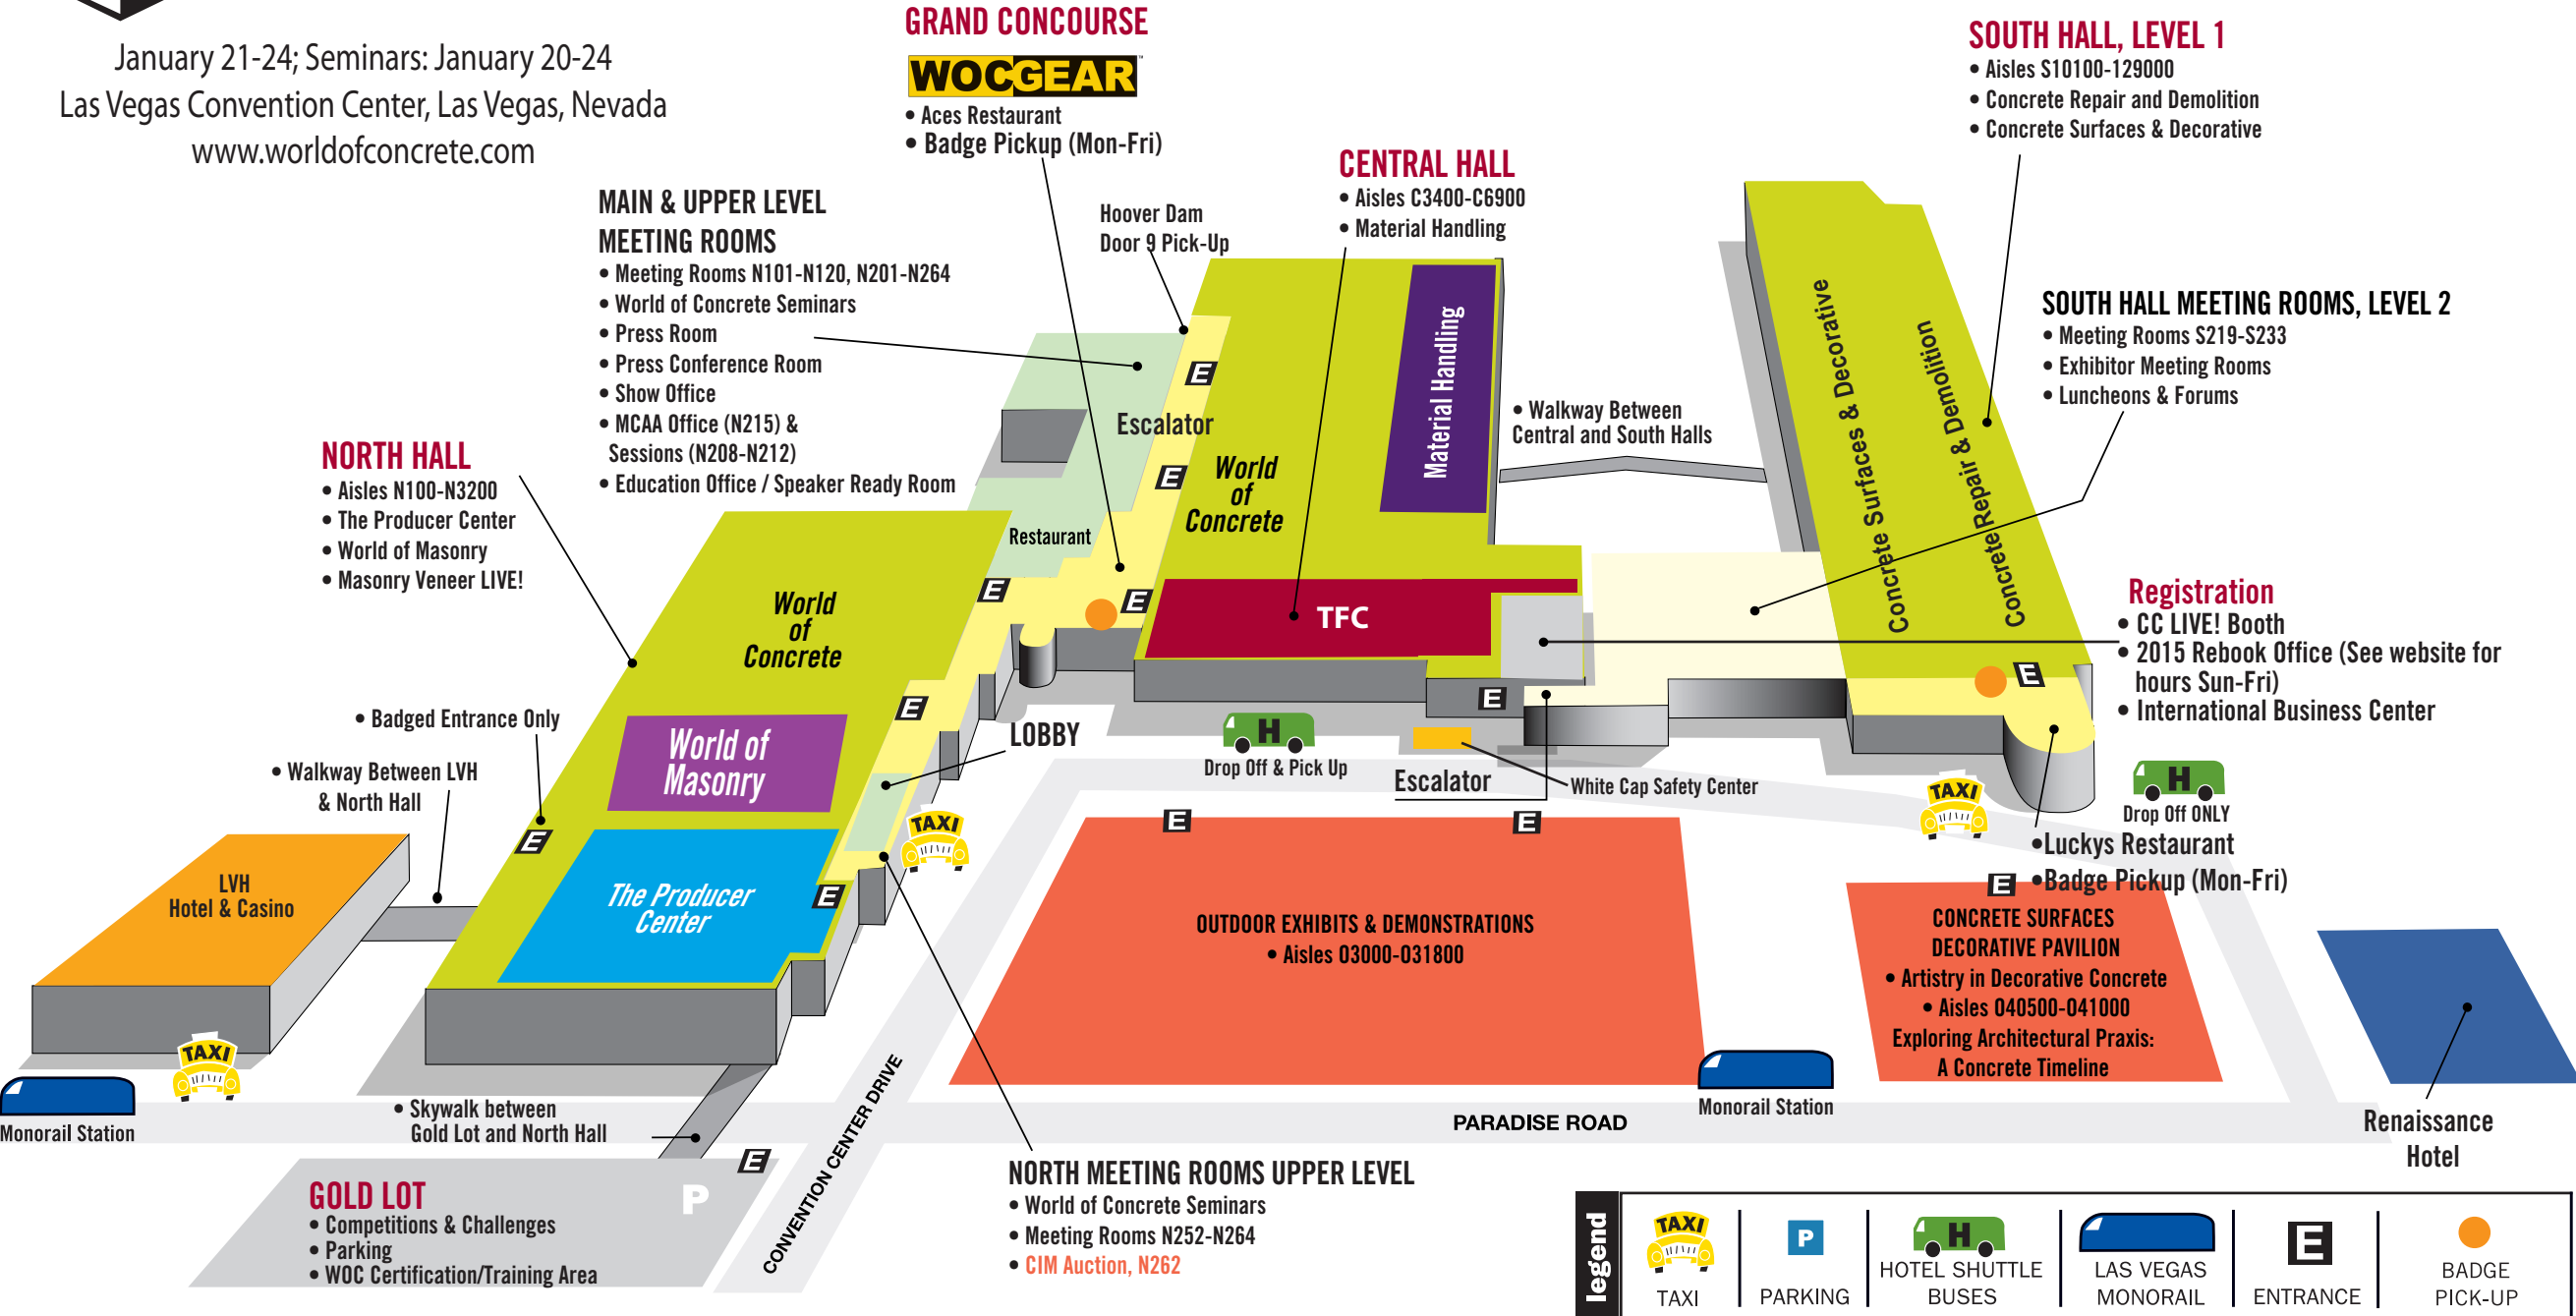 January 21-24; Seminars: January 20-24
Las Vegas Convention Center, Las Vegas, Nevada
www.worldofconcrete.com
GRAND CONCOURSE
WOCGEAR™
• Aces Restaurant
• Badge Pickup (Mon-Fri)
SOUTH HALL, LEVEL 1
• Aisles S10100-129000
• Concrete Repair and Demolition
• Concrete Surfaces & Decorative
CENTRAL HALL
• Aisles C3400-C6900
• Material Handling
MAIN & UPPER LEVEL
MEETING ROOMS
• Meeting Rooms N101-N120, N201-N264
• World of Concrete Seminars
• Press Room
• Press Conference Room
• Show Office
• MCAA Office (N215) &
Sessions (N208-N212)
• Education Office / Speaker Ready Room
Hoover Dam
Door 9 Pick-Up
SOUTH HALL MEETING ROOMS, LEVEL 2
• Meeting Rooms S219-S233
• Exhibitor Meeting Rooms
• Luncheons & Forums
NORTH HALL
• Aisles N100-N3200
• The Producer Center
• World of Masonry
• Masonry Veneer LIVE!
E
Escalator
E
World
of
Concrete
Material Handling
• Walkway Between
Central and South Halls
Concrete Surfaces & Decorative
Concrete Repair & Demolition
Restaurant
E
E
World
of
Concrete
TFC
Registration
• CC LIVE! Booth
• 2015 Rebook Office (See website for
hours Sun-Fri)
• International Business Center
E
E
E
• Badged Entrance Only
• Walkway Between LVH
& North Hall
World of
Masonry
LOBBY
H
Drop Off & Pick Up
Escalator
White Cap Safety Center
TAXI
H
Drop Off ONLY
• Luckys Restaurant
• Badge Pickup (Mon-Fri)
E
TAXI
E
E
LVH
Hotel & Casino
The Producer
Center
E
OUTDOOR EXHIBITS & DEMONSTRATIONS
• Aisles O3000-O31800
E
CONCRETE SURFACES
DECORATIVE PAVILION
• Artistry in Decorative Concrete
• Aisles O40500-O41000
Exploring Architectural Praxis:
A Concrete Timeline
TAXI
Monorail Station
• Skywalk between
Gold Lot and North Hall
E
CONVENTION CENTER DRIVE
Monorail Station
PARADISE ROAD
Renaissance
Hotel
GOLD LOT
• Competitions & Challenges
• Parking
• WOC Certification/Training Area
P
NORTH MEETING ROOMS UPPER LEVEL
• World of Concrete Seminars
• Meeting Rooms N252-N264
• CIM Auction, N262
legend
TAXI
TAXI
P
PARKING
H
HOTEL SHUTTLE
BUSES
LAS VEGAS
MONORAIL
E
ENTRANCE
BADGE
PICK-UP